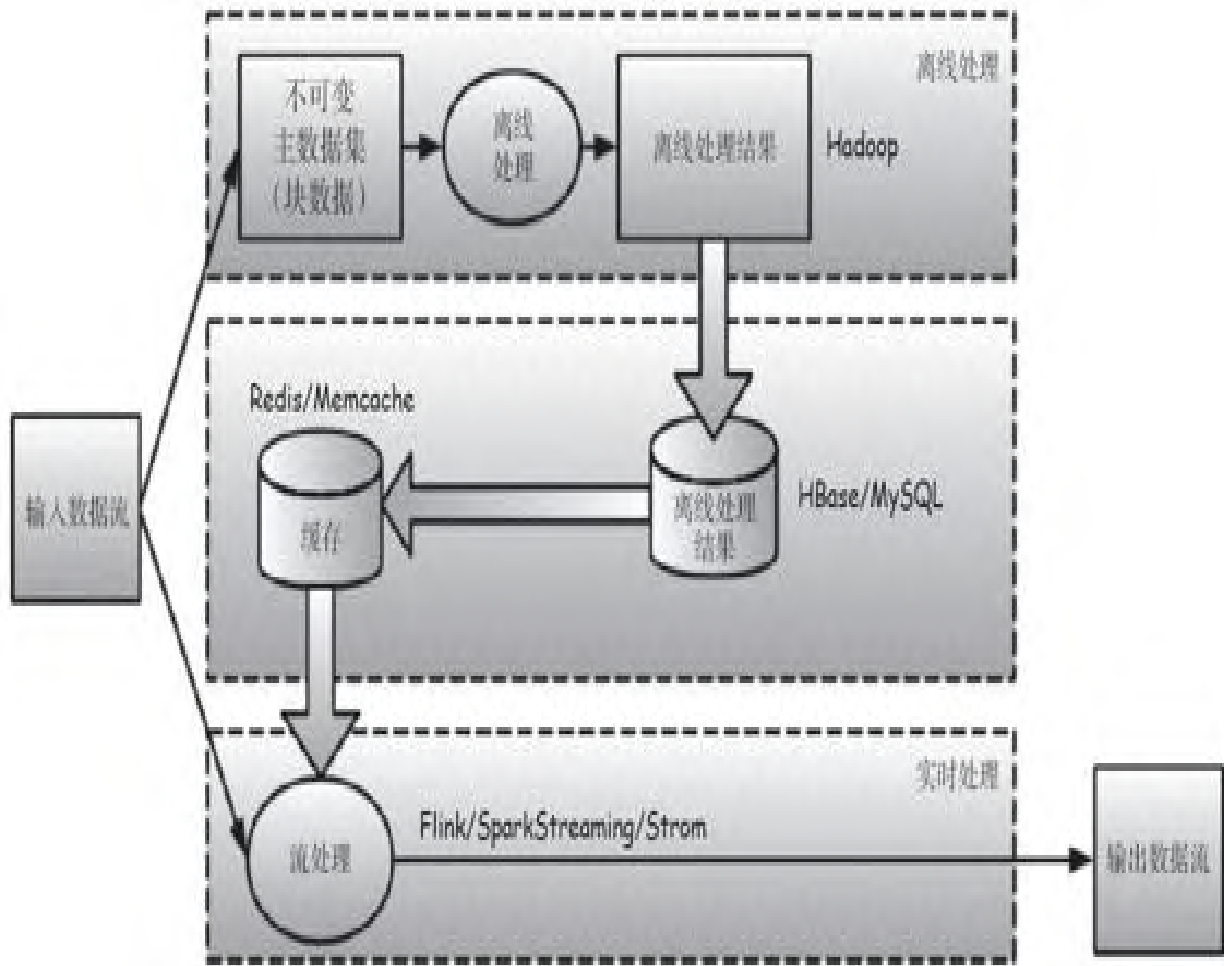 离线处理
不可变
主数据集
（块数据）
离线
处理
离线处理结果
Hadoop
Redis/Memcache
缓存
离线处理
结果
HBase/MySQL
输入数据流
实时处理
流处理
Flink/SparkStreaming/Strom
输出数据流